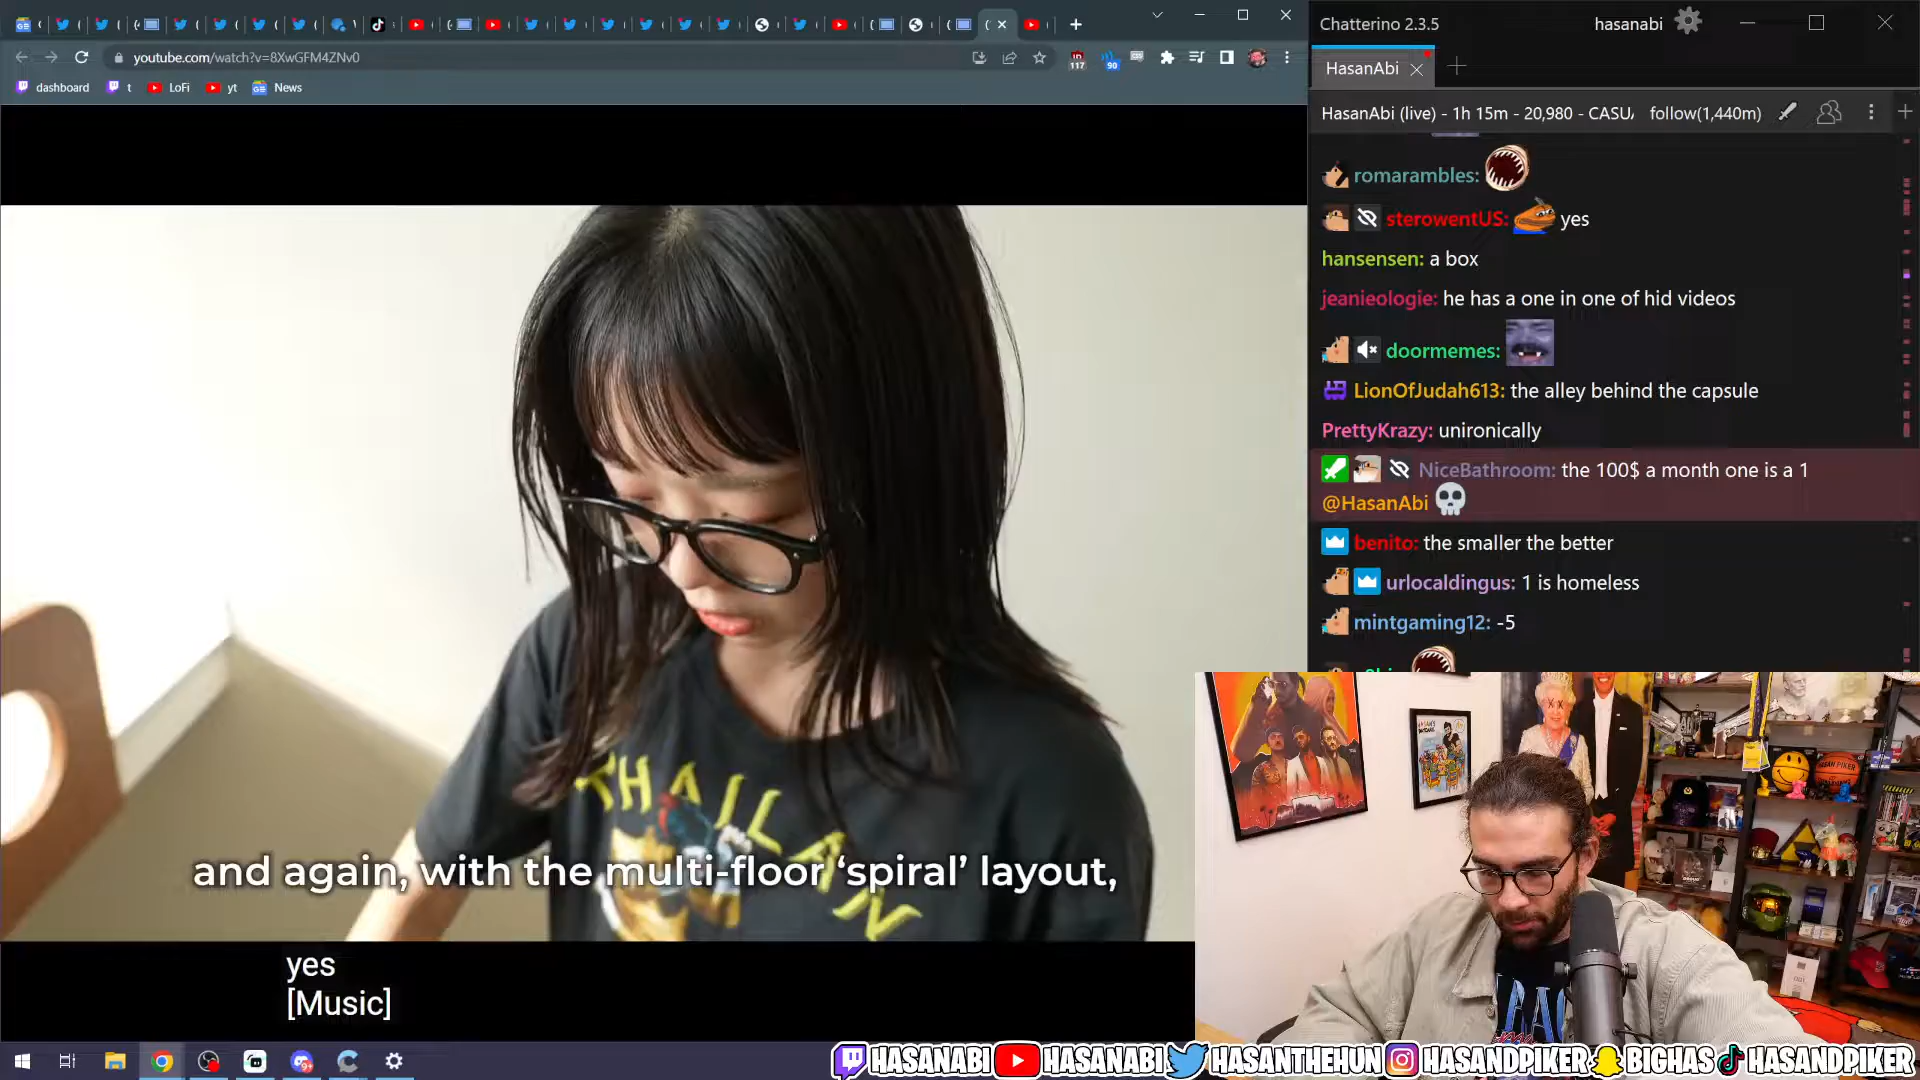 youtube.com/watch?v=8XwGFM4ZNv0
117
90
dashboard
t
LoFi
yt
News
and again, with the multi-floor ‘spiral’ layout,
THAILAN
yes
[Music]
Chatterino 2.3.5
hasanabi
HasanAbi
HasanAbi (live) - 1h 15m - 20,980 - CASU
follow(1,440m)
romarambles:
sterowentUS: yes
hansensen: a box
jeanieologie: he has a one in one of hid videos
doormemes:
LionOfJudah613: the alley behind the capsule
PrettyKrazy: unironically
NiceBathroom: the 100$ a month one is a 1
@HasanAbi
benito: the smaller the better
urlocaldingus: 1 is homeless
mintgaming12: -5
HASANABI HASANABI HASANTHEHUN HASANDPIKER BIGHAS HASANDPIKER